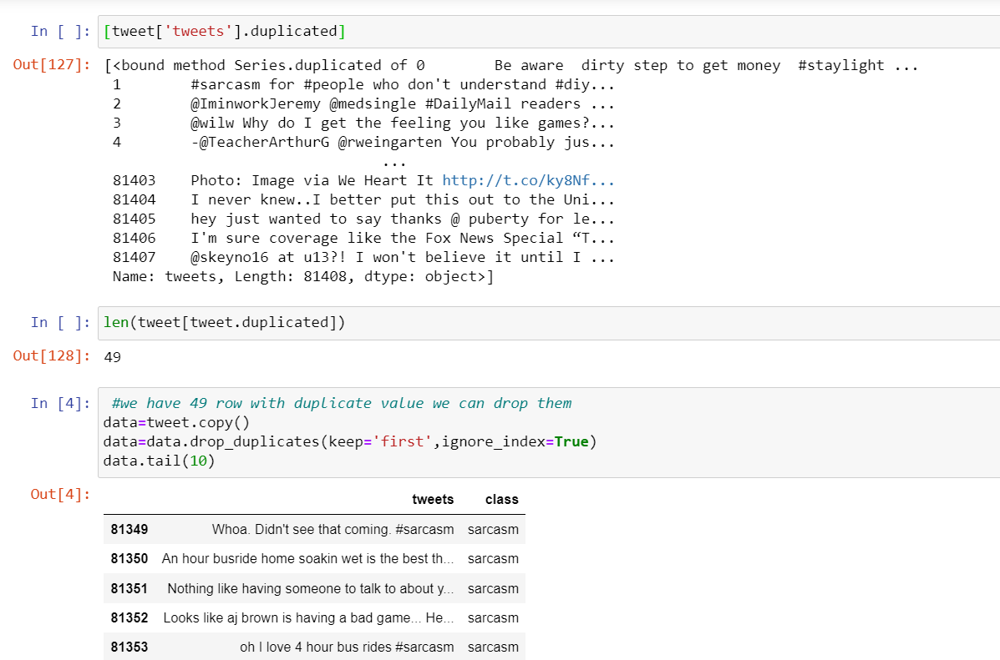 In [ ]: [tweet['tweets'].duplicated]
Out[127]: [<bound method Series.duplicated of 0        Be aware  dirty step to get money  #staylight ...
1        #sarcasm for #people who don't understand #diy...
2        @IminworkJeremy @medsingle #DailyMail readers ...
3        @wilw Why do I get the feeling you like games?...
4        -@TeacherArthurG @rweingarten You probably jus...
...
81403    Photo: Image via We Heart It http://t.co/ky8Nf...
81404    I never knew..I better put this out to the Uni...
81405    hey just wanted to say thanks @ puberty for le...
81406    I'm sure coverage like the Fox News Special “T...
81407    @skeyno16 at u13?! I won't believe it until I ...
Name: tweets, Length: 81408, dtype: object>]
In [ ]: len(tweet[tweet.duplicated])
Out[128]: 49
In [4]: #we have 49 row with duplicate value we can drop them
data=tweet.copy()
data=data.drop_duplicates(keep='first',ignore_index=True)
data.tail(10)
Out[4]:
tweets class
81349 Whoa. Didn't see that coming. #sarcasm sarcasm
81350 An hour busride home soakin wet is the best th... sarcasm
81351 Nothing like having someone to talk to about y... sarcasm
81352 Looks like aj brown is having a bad game... He... sarcasm
81353 oh I love 4 hour bus rides #sarcasm sarcasm